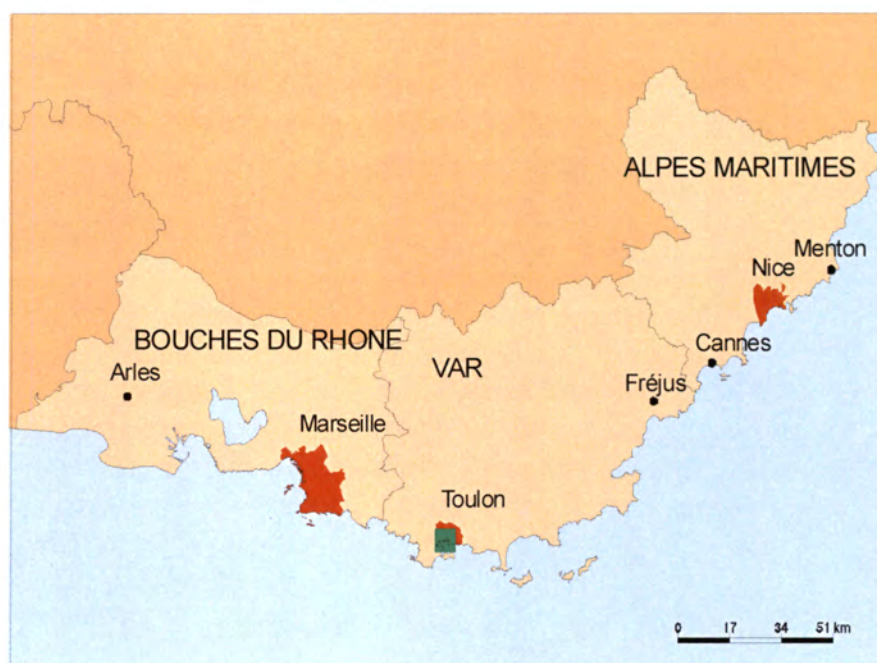 ALPES MARITIMES
Menton
Nice
BOUCHES DU RHONE
Cannes
VAR
Arles
Fréjus
Marseille
Toulon
0 17 34 51 km